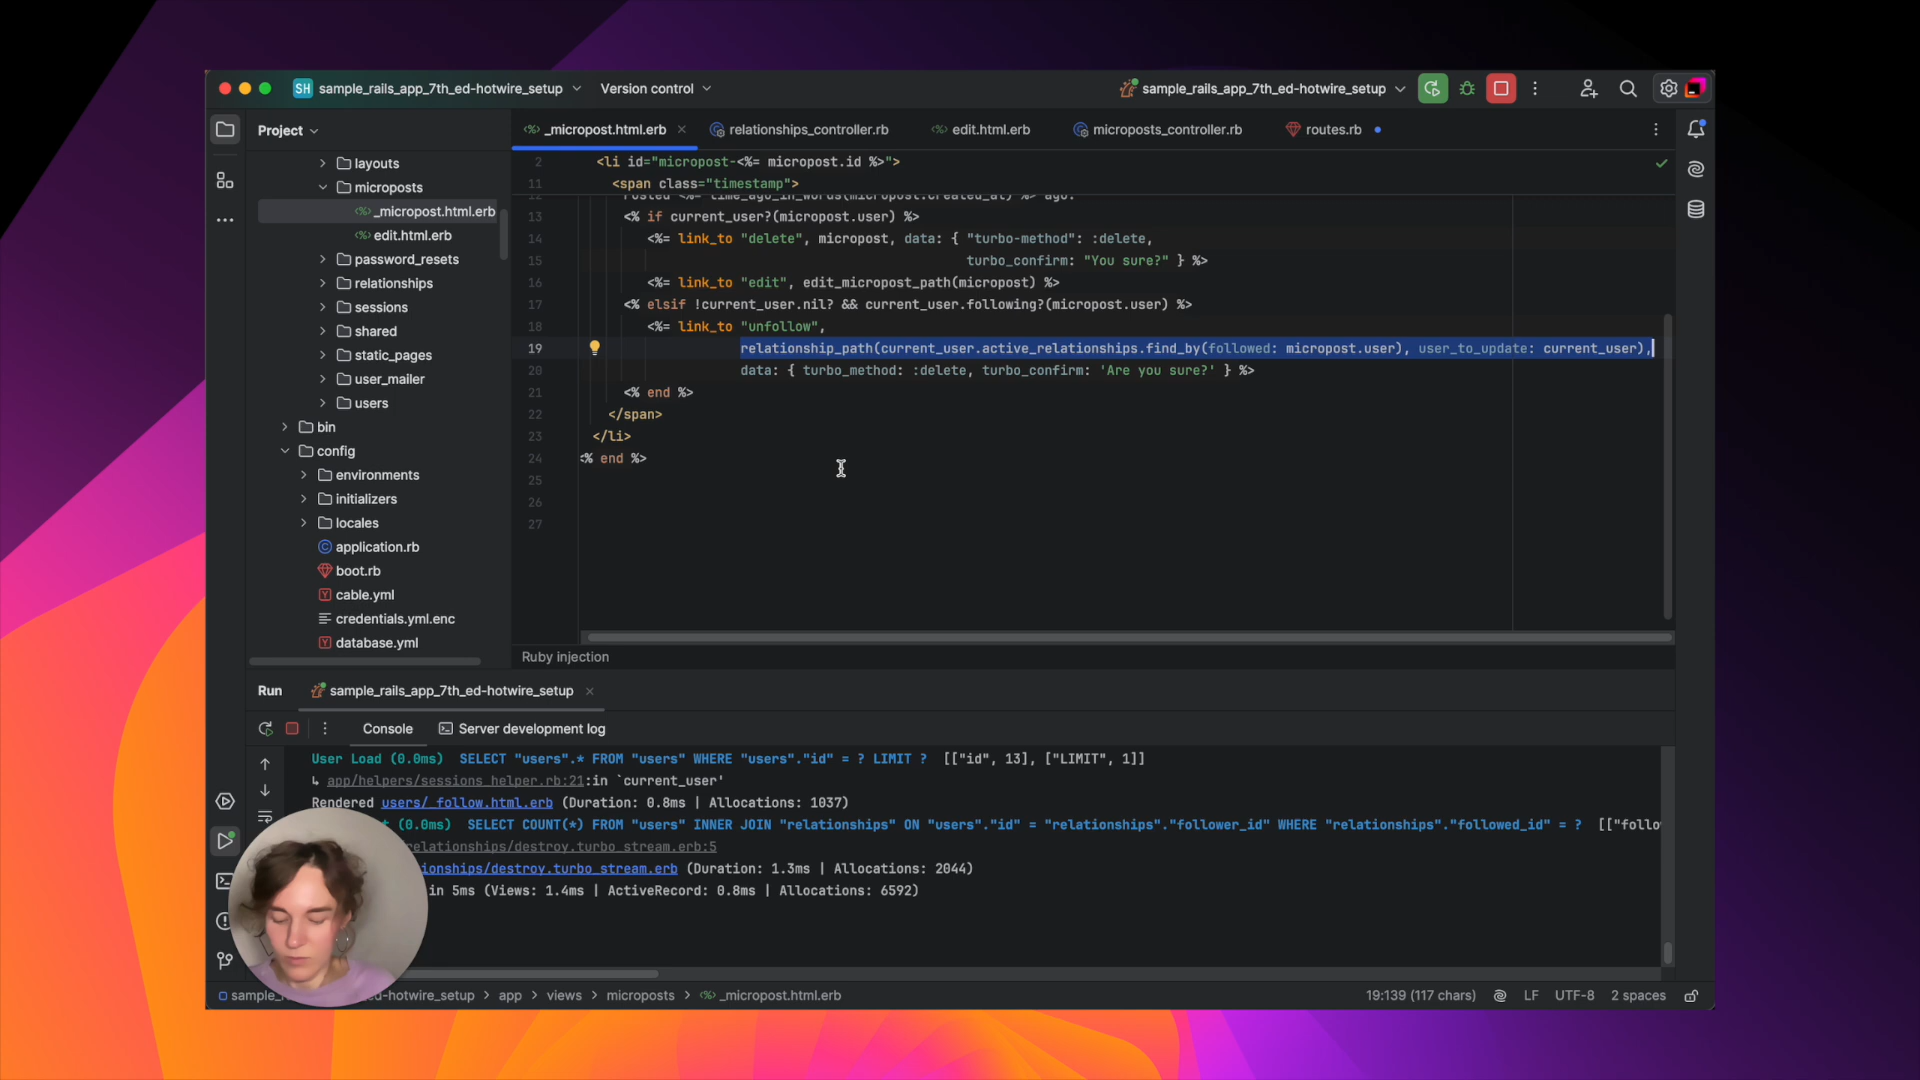 SH sample_rails_app_7th_ed-hotwire_setup Version control sample_rails_app_7th_ed-hotwire_setup
Project
_micropost.html.erb relationships_controller.rb edit.html.erb microposts_controller.rb routes.rb
layouts
microposts
_micropost.html.erb
edit.html.erb
password_resets
relationships
sessions
shared
static_pages
user_mailer
users
bin
config
environments
initializers
locales
application.rb
boot.rb
cable.yml
credentials.yml.enc
database.yml
2 <li id="micropost-<%= micropost.id %>">
11 <span class="timestamp">
12 Posted <%= time_ago_in_words(micropost.created_at) %> ago.
13 <% if current_user?(micropost.user) %>
14 <%= link_to "delete", micropost, data: { "turbo-method": :delete,
15 turbo_confirm: "You sure?" } %>
16 <%= link_to "edit", edit_micropost_path(micropost) %>
17 <% elsif !current_user.nil? && current_user.following?(micropost.user) %>
18 <%= link_to "unfollow",
19 relationship_path(current_user.active_relationships.find_by(followed: micropost.user), user_to_update: current_user),
20 data: { turbo_method: :delete, turbo_confirm: 'Are you sure?' } %>
21 <% end %>
22 </span>
23 </li>
24 <% end %>
25
26
27
Ruby injection
Run sample_rails_app_7th_ed-hotwire_setup
Console Server development log
User Load (0.0ms) SELECT "users".* FROM "users" WHERE "users"."id" = ? LIMIT ? [["id", 13], ["LIMIT", 1]]
↳ app/helpers/sessions_helper.rb:21:in `current_user'
Rendered users/_follow.html.erb (Duration: 0.8ms | Allocations: 1037)
t (0.0ms) SELECT COUNT(*) FROM "users" INNER JOIN "relationships" ON "users"."id" = "relationships"."follower_id" WHERE "relationships"."followed_id" = ? [["follo
relationships/destroy.turbo_stream.erb:5
ionships/destroy.turbo_stream.erb (Duration: 1.3ms | Allocations: 2044)
in 5ms (Views: 1.4ms | ActiveRecord: 0.8ms | Allocations: 6592)
sample_r ed-hotwire_setup > app > views > microposts > _micropost.html.erb 19:139 (117 chars) LF UTF-8 2 spaces